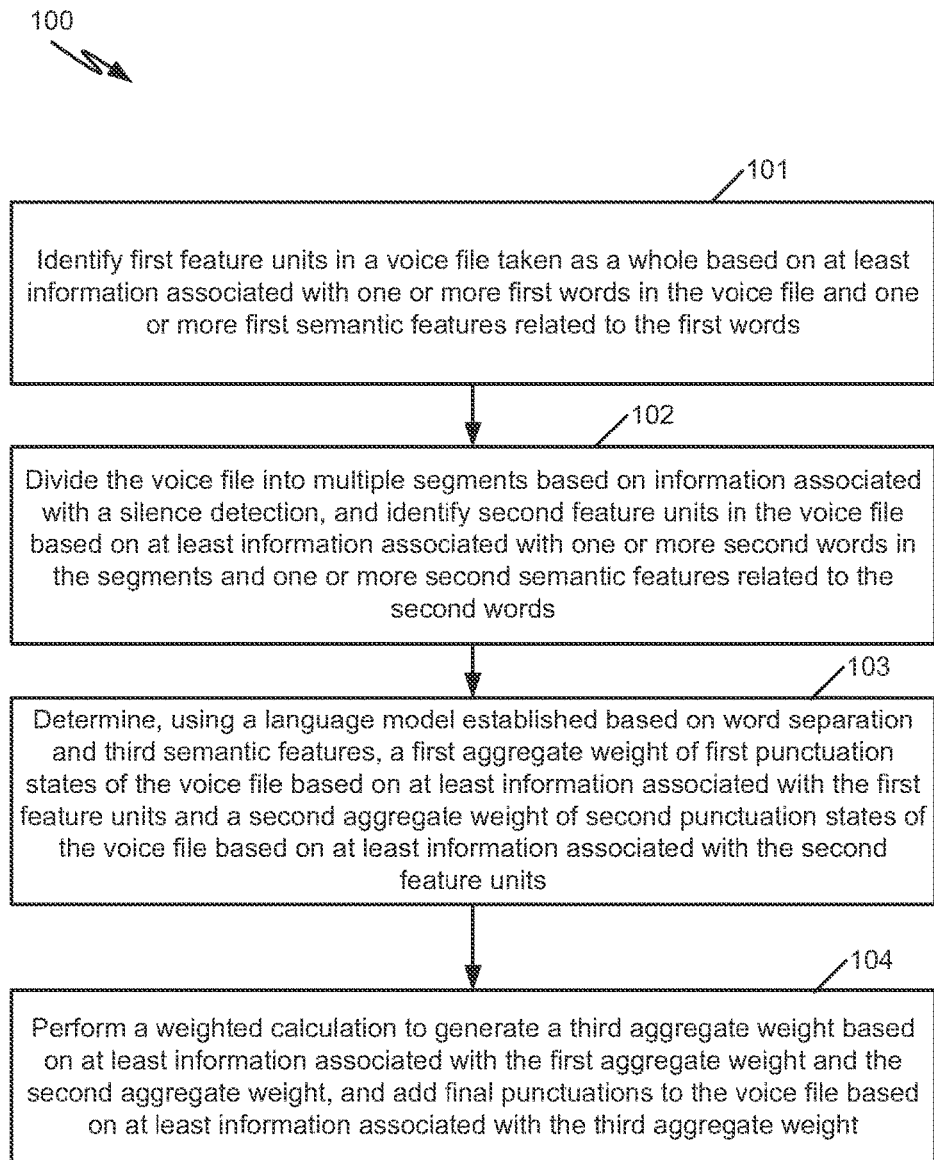 100
101
Identify first feature units in a voice file taken as a whole based on at least
information associated with one or more first words in the voice file and one
or more first semantic features related to the first words
102
Divide the voice file into multiple segments based on information associated
with a silence detection, and identify second feature units in the voice file
based on at least information associated with one or more second words in
the segments and one or more second semantic features related to the
second words
103
Determine, using a language model established based on word separation
and third semantic features, a first aggregate weight of first punctuation
states of the voice file based on at least information associated with the first
feature units and a second aggregate weight of second punctuation states of
the voice file based on at least information associated with the second
feature units
104
Perform a weighted calculation to generate a third aggregate weight based
on at least information associated with the first aggregate weight and the
second aggregate weight, and add final punctuations to the voice file based
on at least information associated with the third aggregate weight